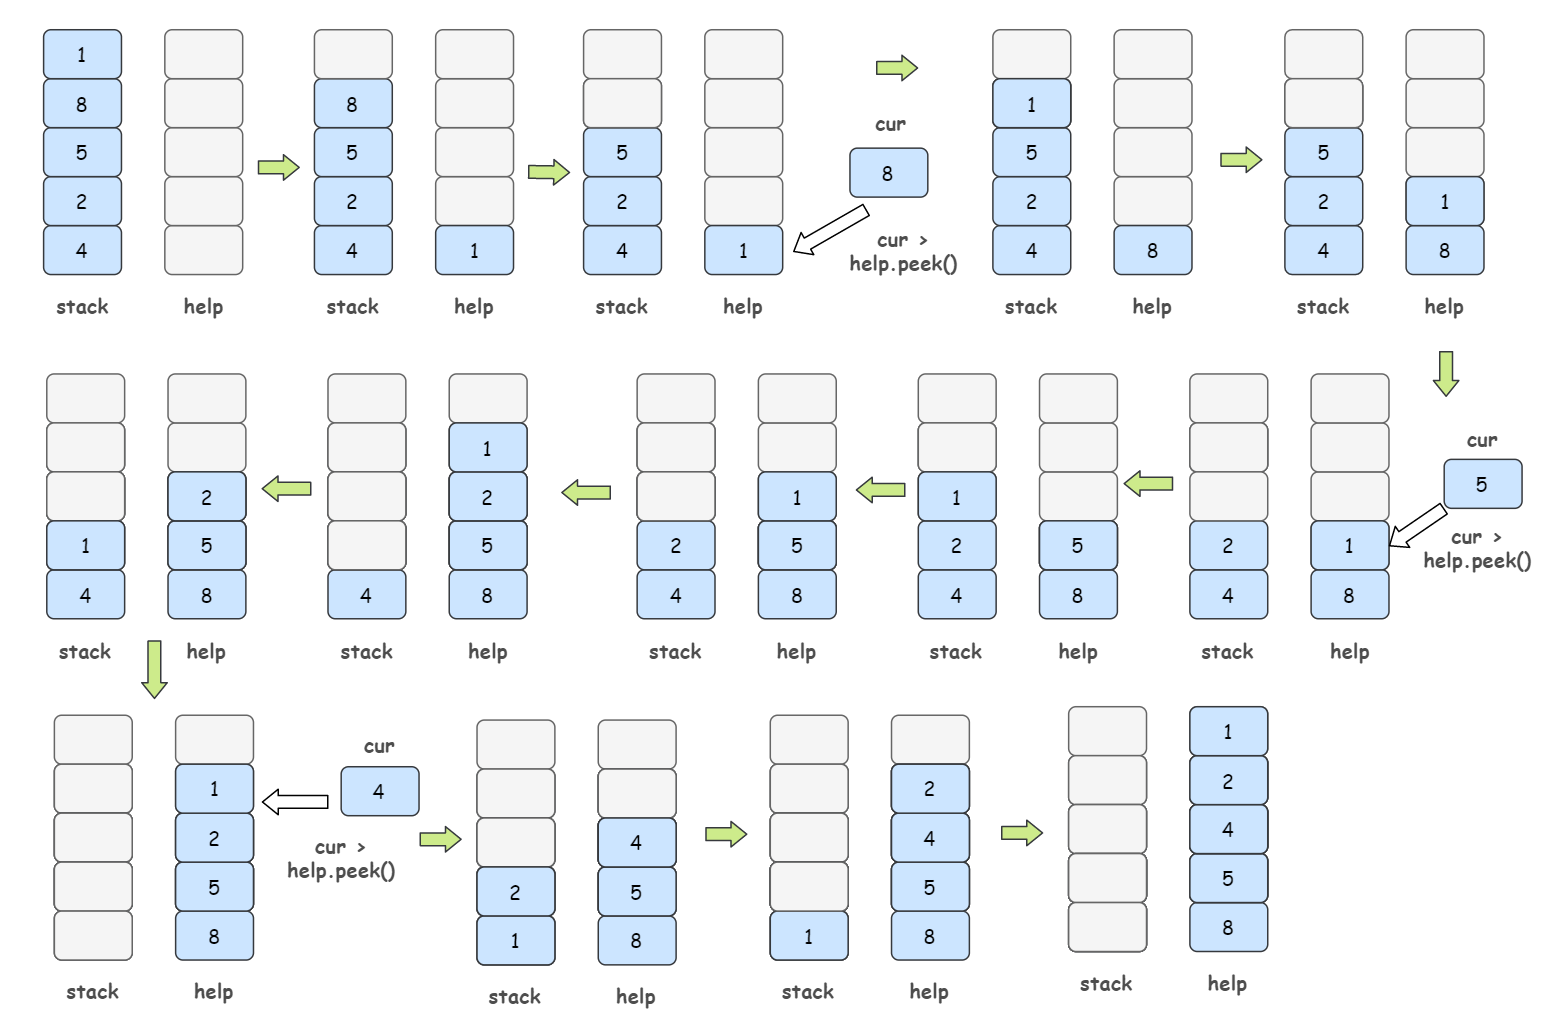 1
8 8 1
cur
5 5 5 5 5
8
2 2 2 2 2 1
cur >
help.peek()
4 4 1 4 1 4 8 4 8
stack help stack help stack help stack help stack help
cur
1
5
2 2 1 1
cur >
help.peek()
1 5 5 2 5 2 5 2 1
4 8 4 8 4 8 4 8 4 8
stack help stack help stack help stack help stack help
1
cur
1 4 2 2
2 4 4 4
cur >
help.peek()
5 2 5 5 5
8 1 8 1 8 8
stack help stack help stack help stack help